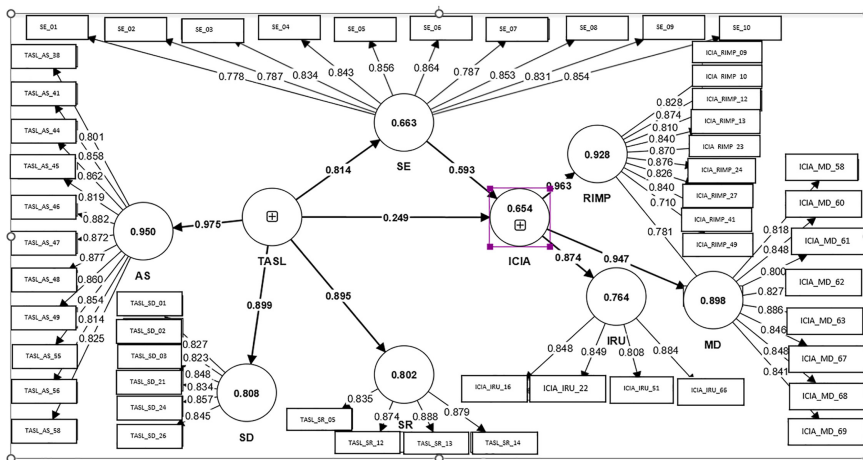 SE_01
SE_02
SE_03
SE_04
SE_05
SE_06
SE_07
SE_08
SE_09
SE_10
0.778
0.787
0.834
0.843
0.856
0.864
0.787
0.853
0.831
0.854
0.663
SE
TASL_AS_38
TASL_AS_41
TASL_AS_44
TASL_AS_45
TASL_AS_46
TASL_AS_47
TASL_AS_48
TASL_AS_49
TASL_AS_55
TASL_AS_56
TASL_AS_58
0.801
0.858
0.862
0.819
0.882
0.872
0.877
0.860
0.854
0.814
0.825
0.950
AS
0.975
TASL
0.814
0.593
0.249
0.899
0.895
0.654
ICIA
0.963
0.874
0.947
0.928
RIMP
ICIA_RIMP_09
ICIA_RIMP_10
ICIA_RIMP_12
ICIA_RIMP_13
ICIA_RIMP_23
ICIA_RIMP_24
ICIA_RIMP_27
ICIA_RIMP_41
ICIA_RIMP_49
0.828
0.874
0.810
0.840
0.870
0.876
0.826
0.840
0.710
0.781
0.898
MD
ICIA_MD_58
ICIA_MD_60
ICIA_MD_61
ICIA_MD_62
ICIA_MD_63
ICIA_MD_67
ICIA_MD_68
ICIA_MD_69
0.818
0.848
0.800
0.827
0.886
0.846
0.848
0.841
0.764
IRU
0.848
0.849
0.808
0.884
ICIA_IRU_16
ICIA_IRU_22
ICIA_IRU_51
ICIA_IRU_66
TASL_SD_01
TASL_SD_02
TASL_SD_03
TASL_SD_21
TASL_SD_24
TASL_SD_26
0.827
0.823
0.848
0.834
0.857
0.845
0.808
SD
0.802
SR
0.835
0.874
0.888
0.879
TASL_SR_05
TASL_SR_12
TASL_SR_13
TASL_SR_14